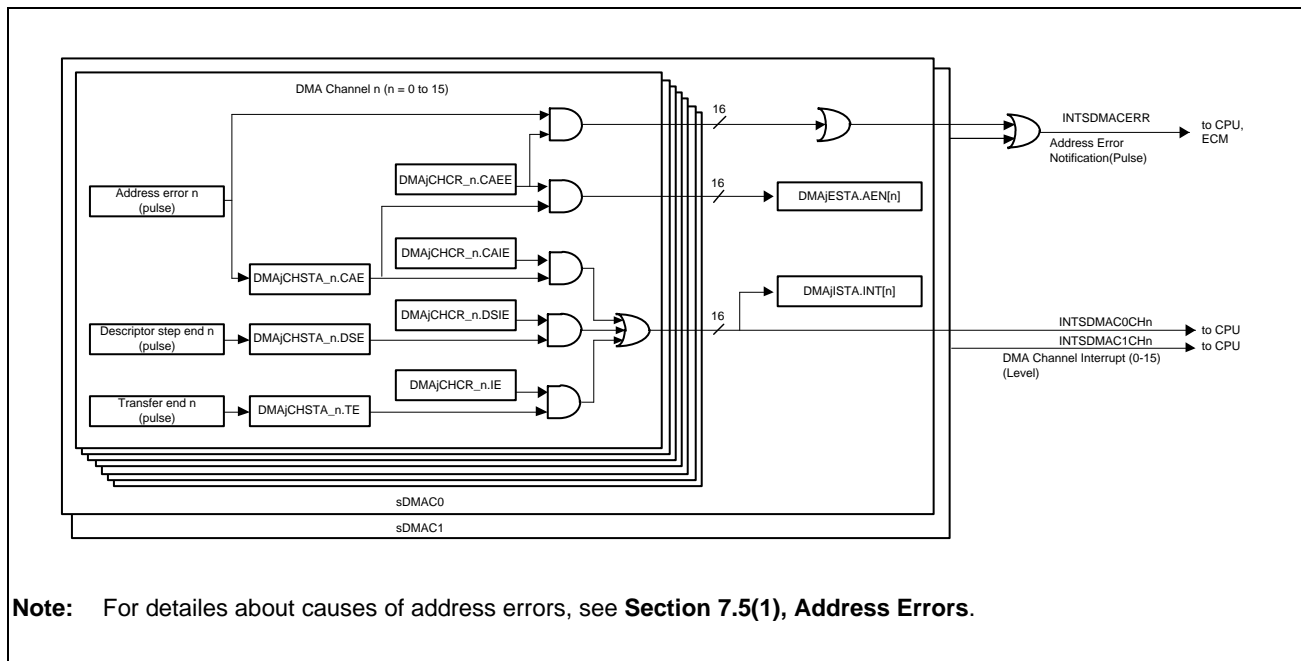 DMA Channel n (n = 0 to 15)
16
INTSDMACERR
to CPU,
ECM
Address Error
Notification(Pulse)
DMAjCHCR_n.CAEE
16
Address error n
(pulse)
DMAjESTA.AEN[n]
DMAjCHCR_n.CAIE
DMAjCHSTA_n.CAE
DMAjISTA.INT[n]
DMAjCHCR_n.DSIE
16
Descriptor step end n
(pulse)
DMAjCHSTA_n.DSE
INTSDMAC0CHn
to CPU
INTSDMAC1CHn
to CPU
DMA Channel Interrupt (0-15)
(Level)
DMAjCHCR_n.IE
Transfer end n
(pulse)
DMAjCHSTA_n.TE
sDMAC0
sDMAC1
Note: For detailes about causes of address errors, see Section 7.5(1), Address Errors.